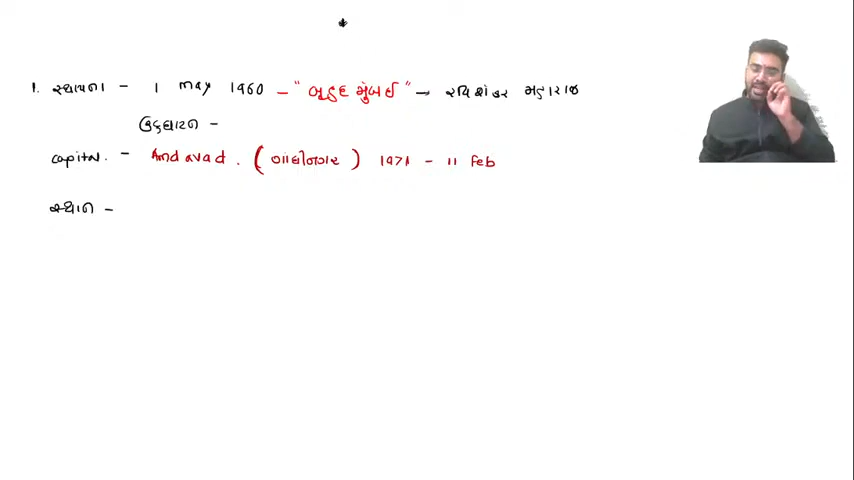 1. સ્થાપના - 1 may 1960 - "બૃહદ મુંબઈ" → રવિશંકર મહારાજ
ઉદ્ઘાટન -
capital. - Amdavad. (ગાંધીનગર) 1971 - 11 Feb
સ્થાન -